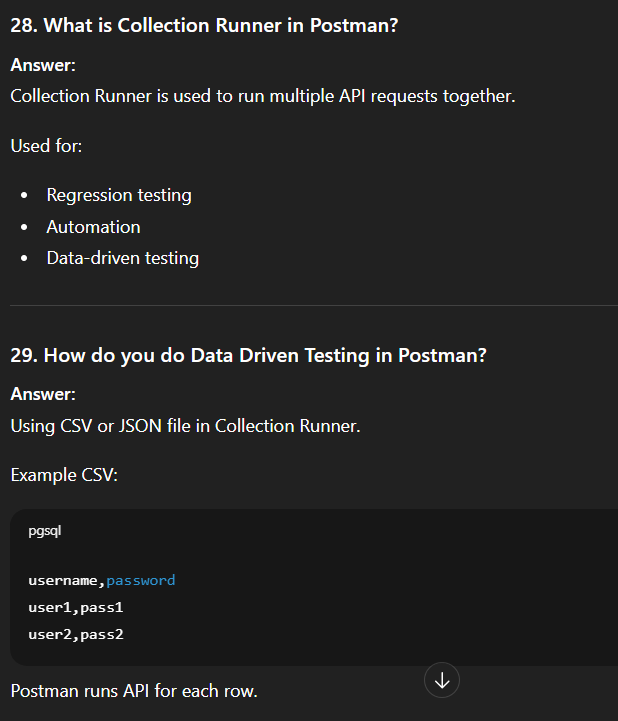 28. What is Collection Runner in Postman?
Answer:
Collection Runner is used to run multiple API requests together.
Used for:
Regression testing
Automation
Data-driven testing
29. How do you do Data Driven Testing in Postman?
Answer:
Using CSV or JSON file in Collection Runner.
Example CSV:
pgsql
username,password
user1,pass1
user2,pass2
Postman runs API for each row.